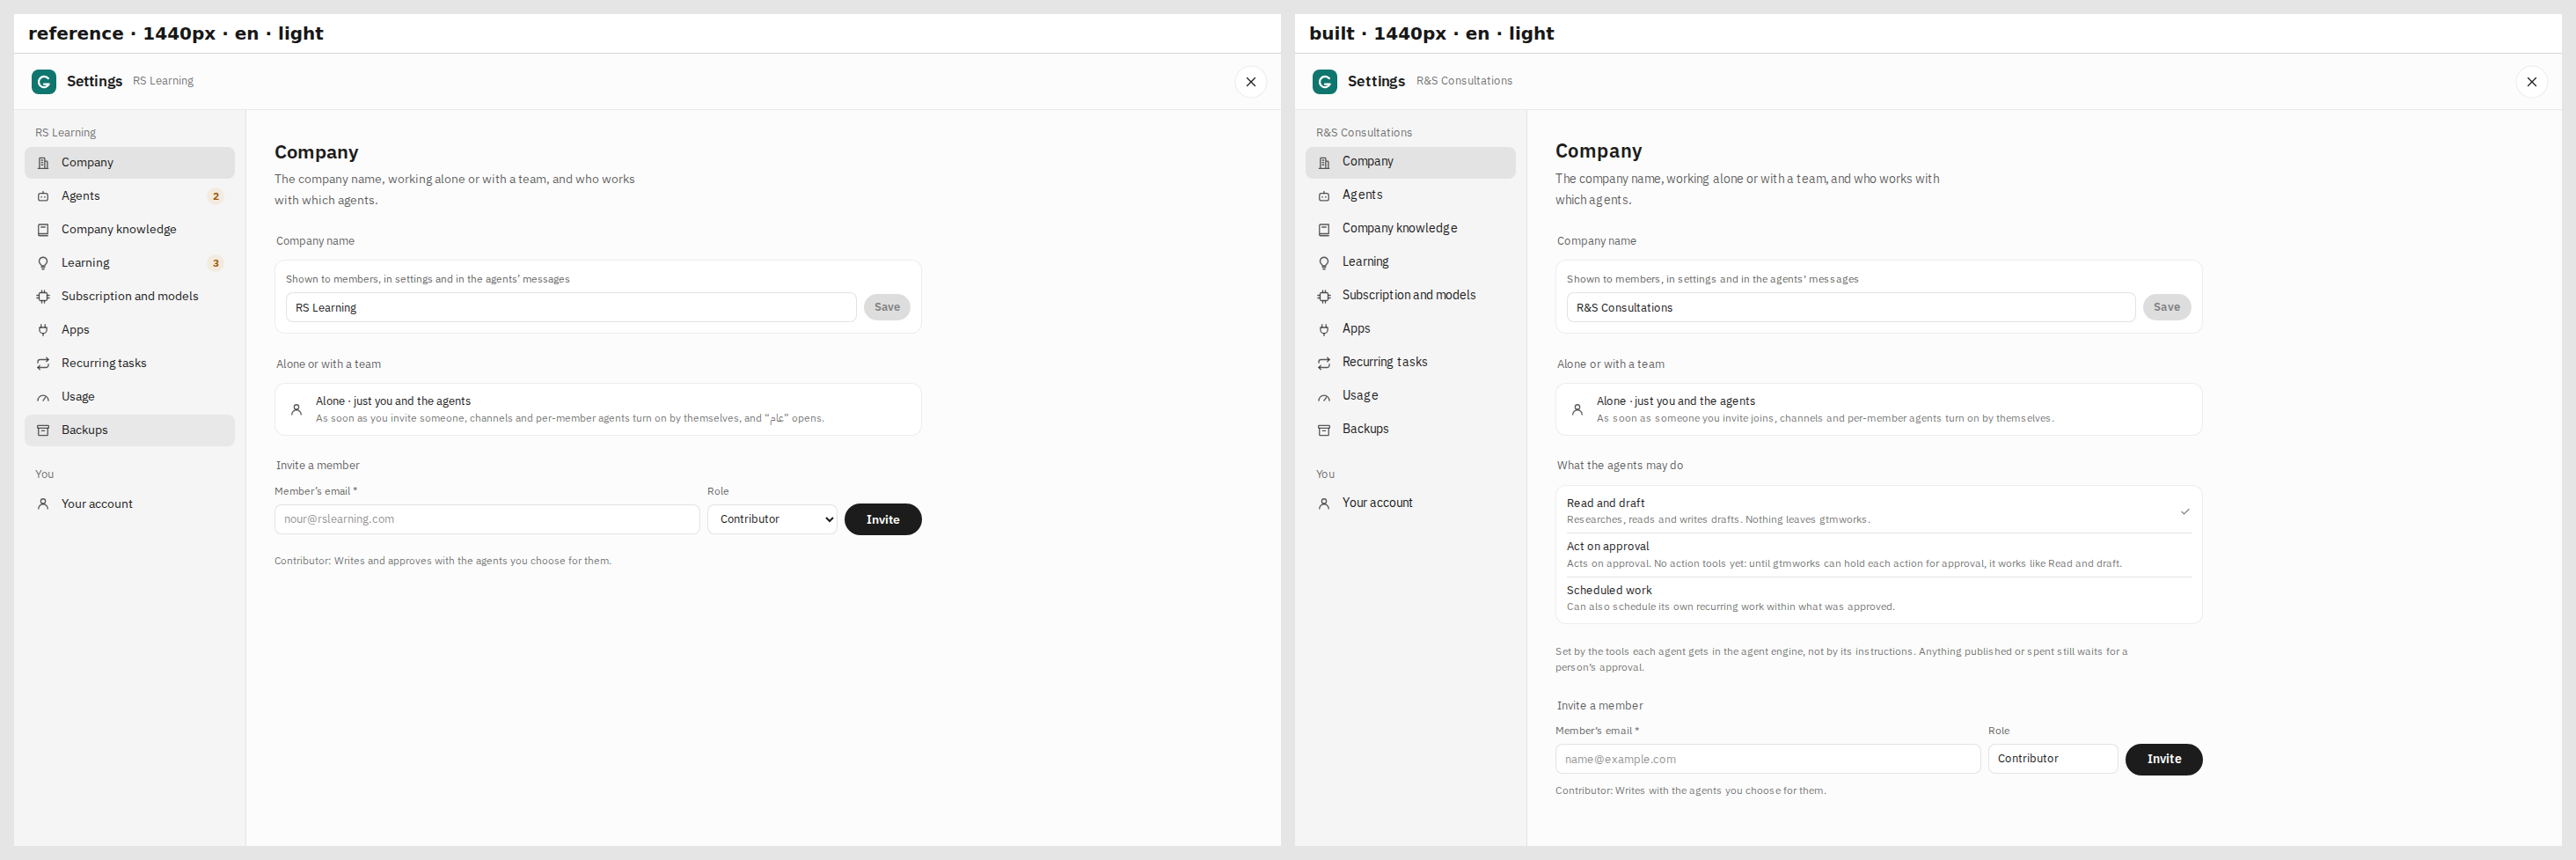 reference · 1440px · en · light
Settings RS Learning
RS Learning
Company
Agents 2
Company knowledge
Learning 3
Subscription and models
Apps
Recurring tasks
Usage
Backups
You
Your account
Company
The company name, working alone or with a team, and who works
with which agents.
Company name
Shown to members, in settings and in the agents’ messages
RS Learning Save
Alone or with a team
Alone · just you and the agents
As soon as you invite someone, channels and per-member agents turn on by themselves, and “عام” opens.
Invite a member
Member’s email * Role
nour@rslearning.com Contributor Invite
Contributor: Writes and approves with the agents you choose for them.
built · 1440px · en · light
Settings R&S Consultations
R&S Consultations
Company
Agents
Company knowledge
Learning
Subscription and models
Apps
Recurring tasks
Usage
Backups
You
Your account
Company
The company name, working alone or with a team, and who works with
which agents.
Company name
Shown to members, in settings and in the agents’ messages
R&S Consultations Save
Alone or with a team
Alone · just you and the agents
As soon as someone you invite joins, channels and per-member agents turn on by themselves.
What the agents may do
Read and draft
Researches, reads and writes drafts. Nothing leaves gtmworks.
Act on approval
Acts on approval. No action tools yet: until gtmworks can hold each action for approval, it works like Read and draft.
Scheduled work
Can also schedule its own recurring work within what was approved.
Set by the tools each agent gets in the agent engine, not by its instructions. Anything published or spent still waits for a
person’s approval.
Invite a member
Member’s email * Role
name@example.com Contributor Invite
Contributor: Writes with the agents you choose for them.